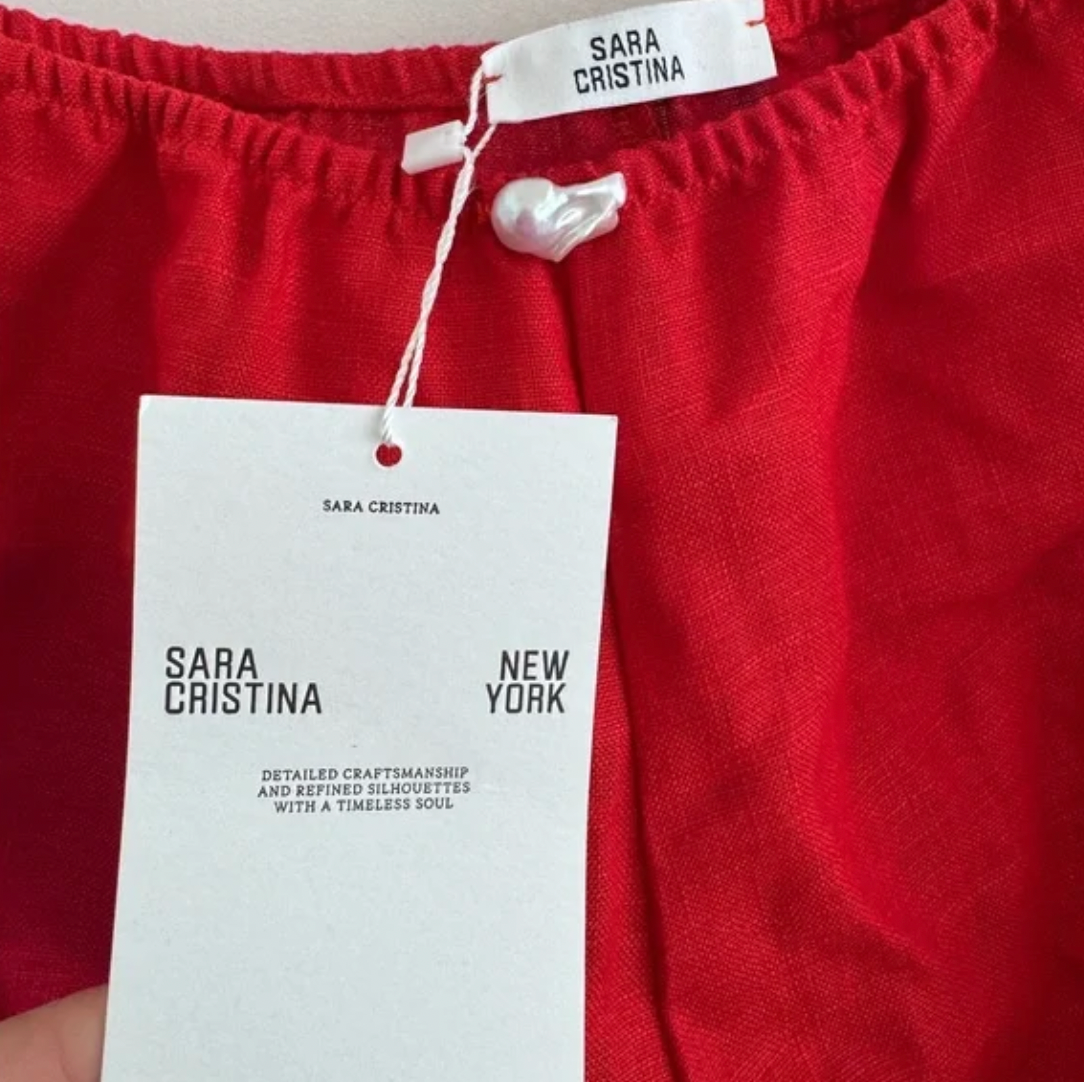 SARA
CRISTINA
SARA CRISTINA
SARA
CRISTINA
NEW
YORK
DETAILED CRAFTSMANSHIP
AND REFINED SILHOUETTES
WITH A TIMELESS SOUL